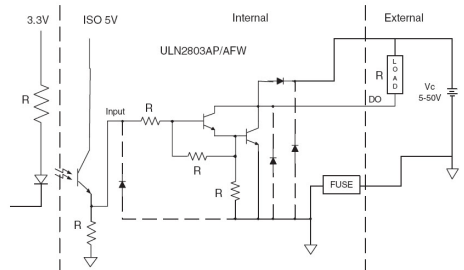 3.3V
ISO 5V
Internal
External
ULN2803AP/AFW
R
LOAD
Vc
5-50V
R
DO
Input
R
R
R
R
FUSE